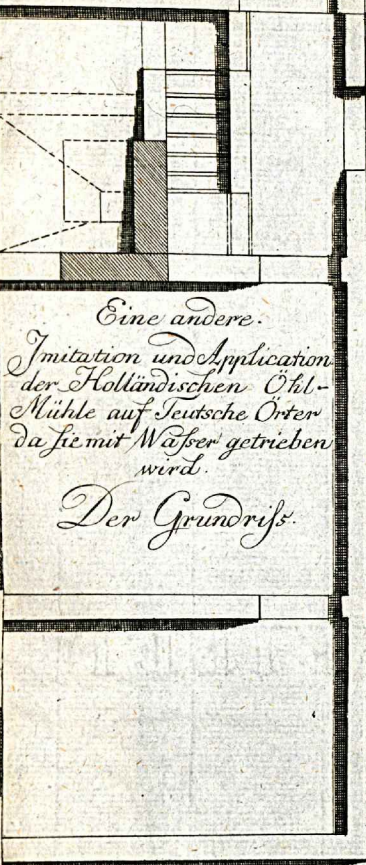 Eine andere.
Imitation und Application
der Holländischen Öhl-
Mühle auf Teutsche Örter
da sie mit Waßer getrieben
wird.
Der Grundriß.